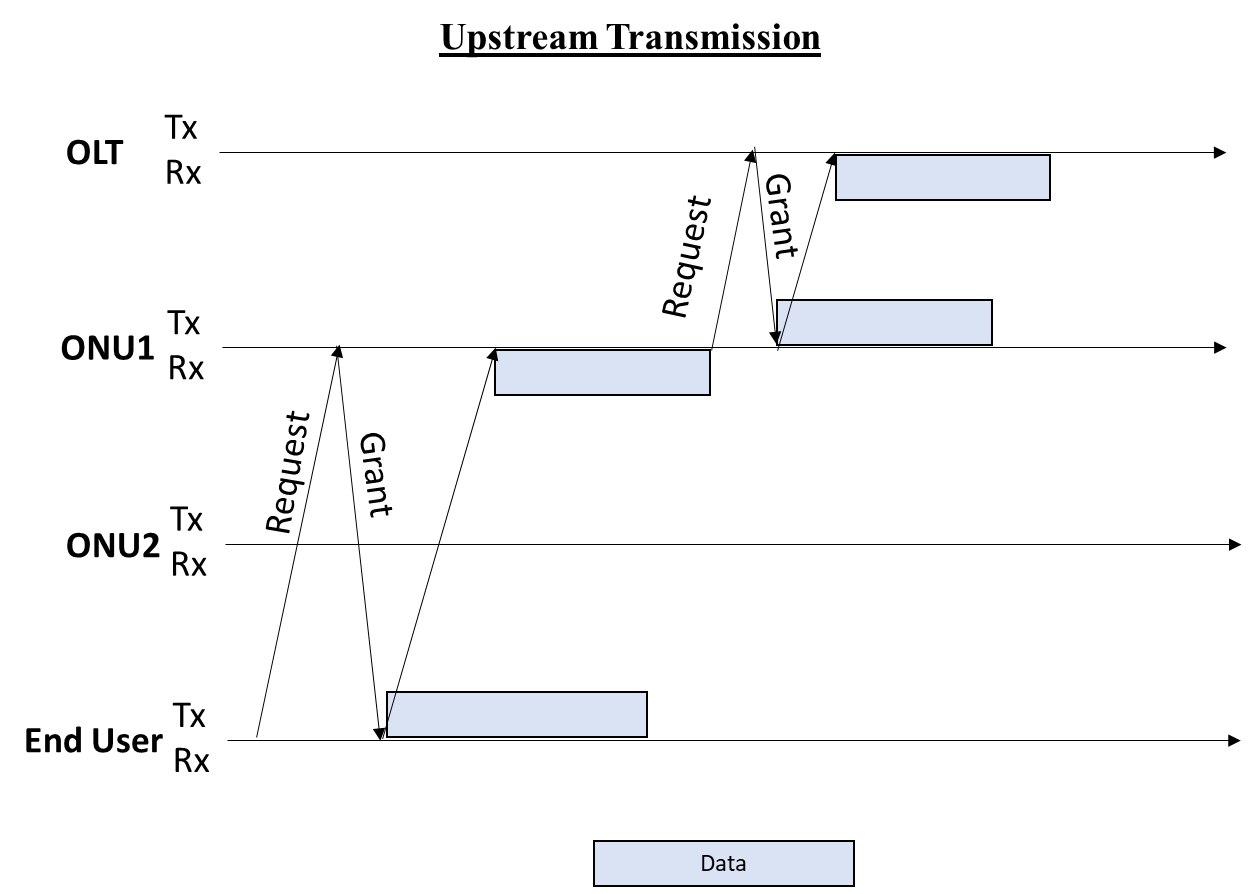 Upstream Transmission
OLT
Tx
Rx
Request
Grant
ONU1
Tx
Rx
Request
Grant
ONU2
Tx
Rx
End User
Tx
Rx
Data